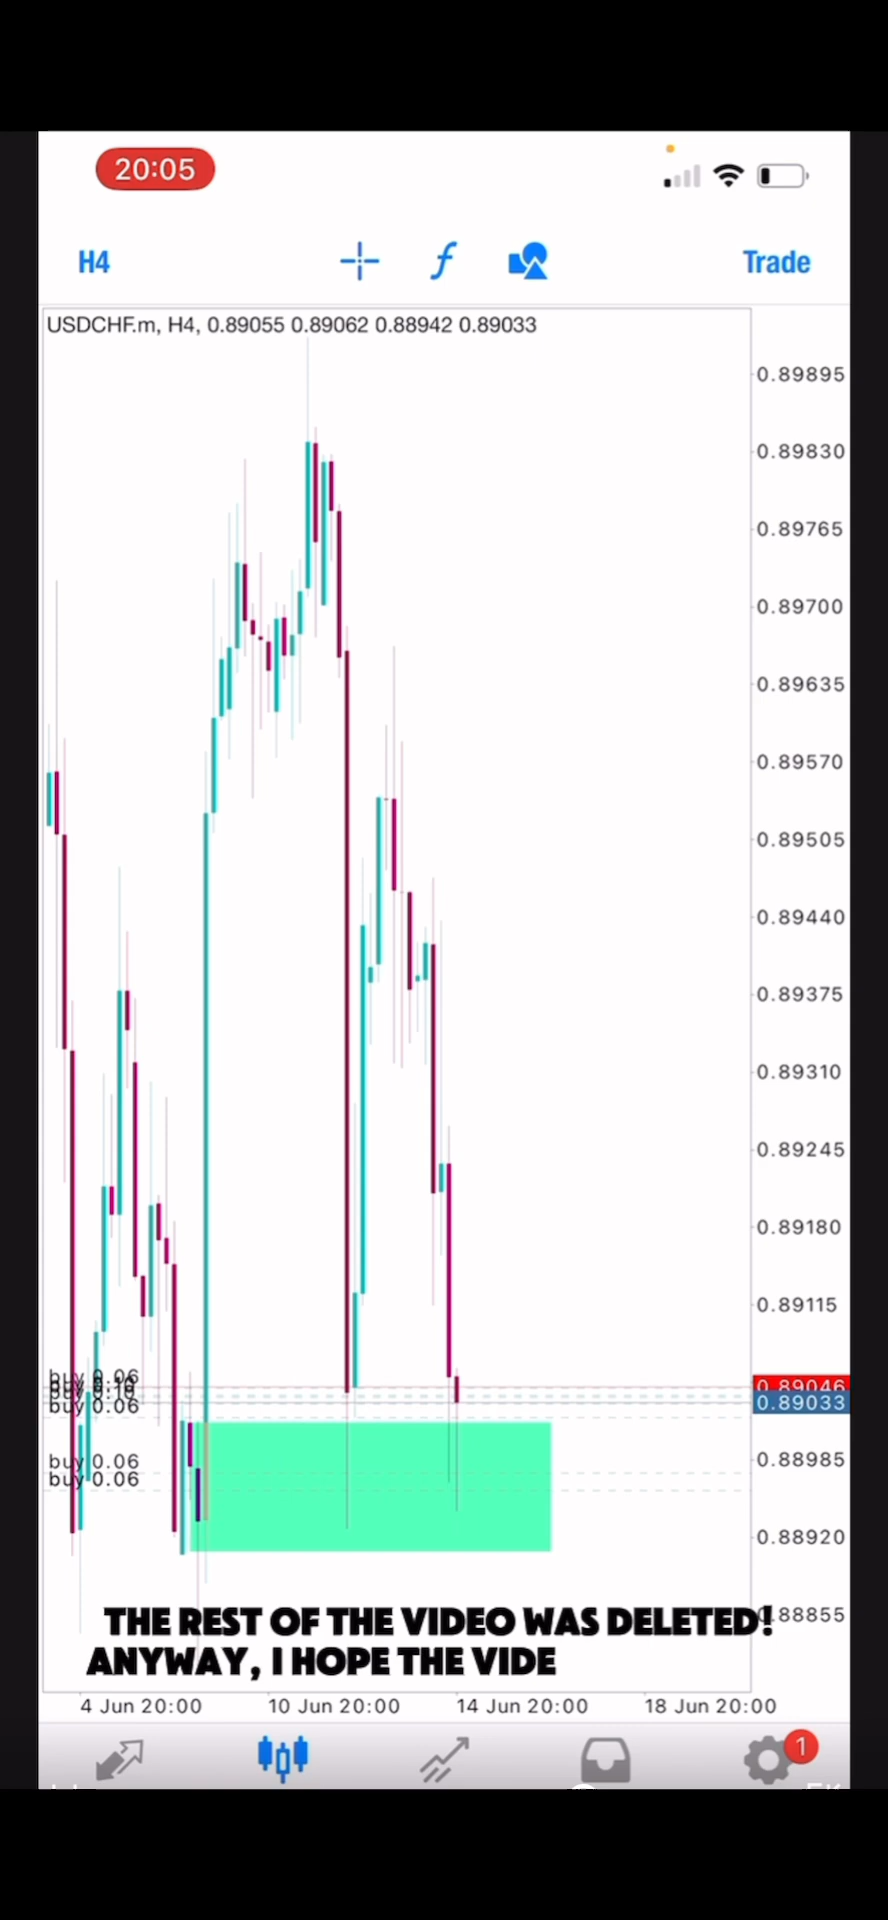 20:05
H4
Trade
USDCHF.m, H4, 0.89055 0.89062 0.88942 0.89033
0.89895
0.89830
0.89765
0.89700
0.89635
0.89570
0.89505
0.89440
0.89375
0.89310
0.89245
0.89180
0.89115
buy 0.06
0.89046
buy 0.06
0.89033
buy 0.06
0.88985
buy 0.06
0.88920
THE REST OF THE VIDEO WAS DELETED!
.88855
ANYWAY, I HOPE THE VIDE
4 Jun 20:00 10 Jun 20:00 14 Jun 20:00 18 Jun 20:00
1